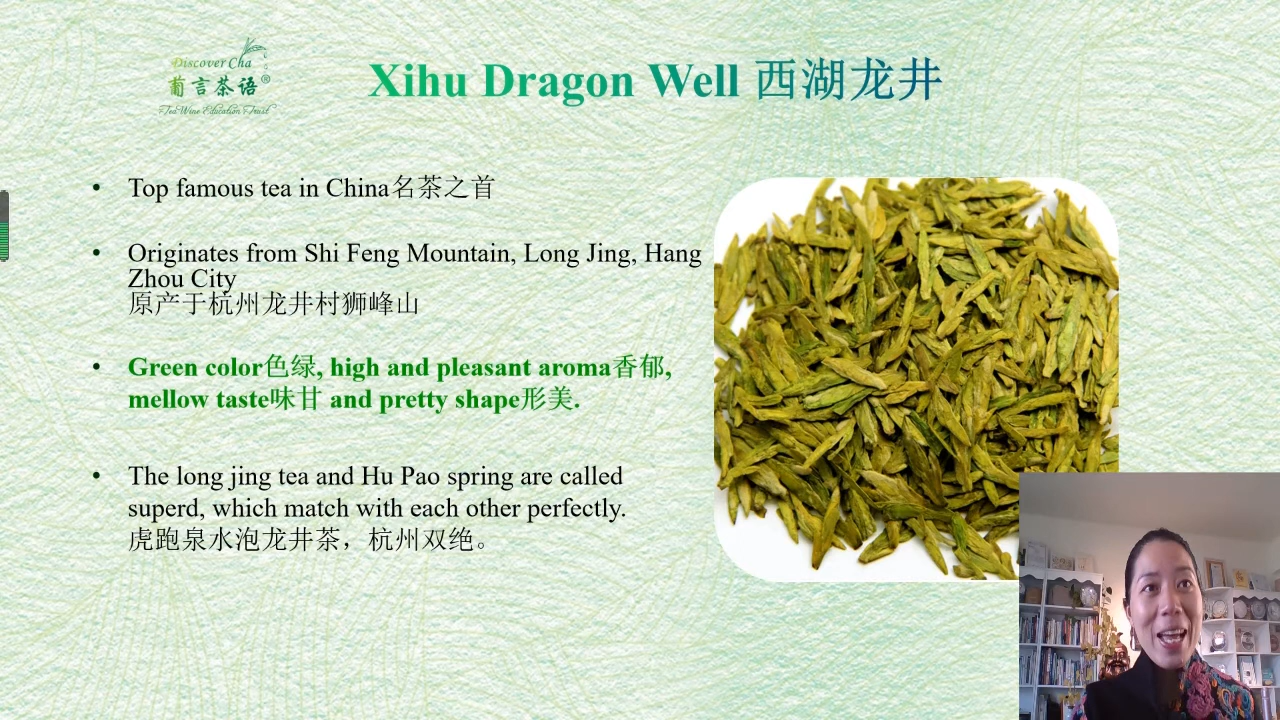 Discover Cha
葡言茶语®
Tea Wine Education Trust
Xihu Dragon Well 西湖龙井
• Top famous tea in China名茶之首
• Originates from Shi Feng Mountain, Long Jing, Hang
Zhou City
原产于杭州龙井村狮峰山
• Green color色绿, high and pleasant aroma香郁,
mellow taste味甘 and pretty shape形美.
• The long jing tea and Hu Pao spring are called
superd, which match with each other perfectly.
虎跑泉水泡龙井茶，杭州双绝。